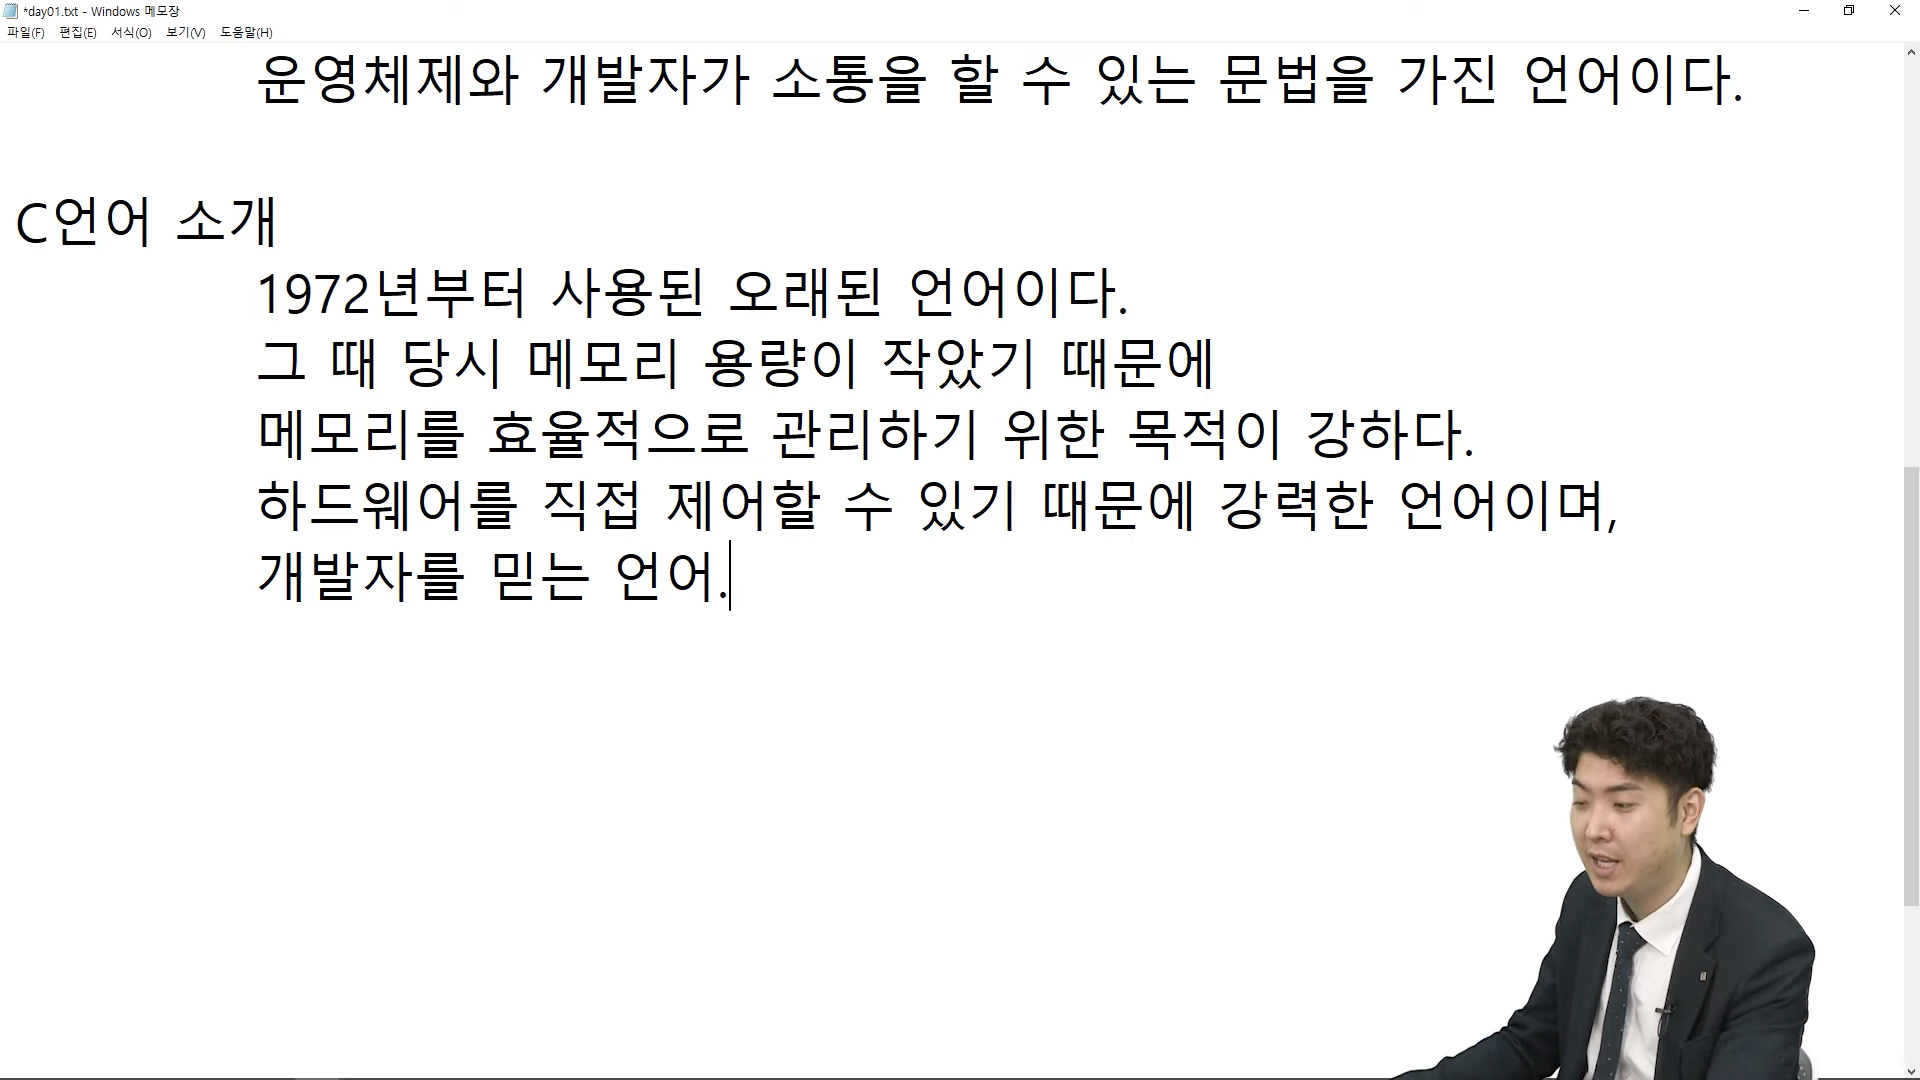 *day01.txt - Windows 메모장
파일(F) 편집(E) 서식(O) 보기(V) 도움말(H)
운영체제와 개발자가 소통을 할 수 있는 문법을 가진 언어이다.
C언어 소개
1972년부터 사용된 오래된 언어이다.
그 때 당시 메모리 용량이 작았기 때문에
메모리를 효율적으로 관리하기 위한 목적이 강하다.
하드웨어를 직접 제어할 수 있기 때문에 강력한 언어이며,
개발자를 믿는 언어.